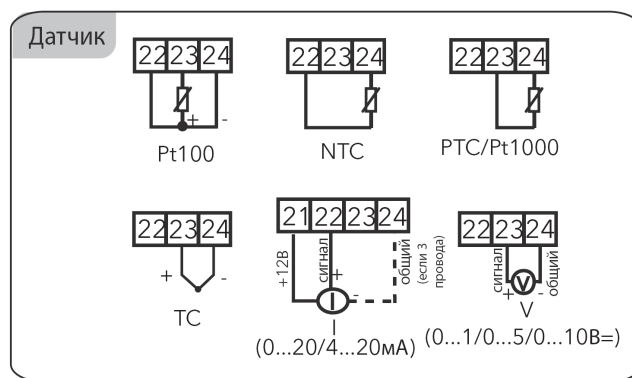 Датчик
22 23 24
+ -
Pt100
22 23 24
NTC
22 23 24
PTC/Pt1000
22 23 24
+ -
TC
21 22 23 24
+12В
сигнал
+ -
общий
(если 3
провода)
I
I
(0...20/4...20мА)
22 23 24
сигнал
общий
+ -
V
V
(0...1/0...5/0...10В=)